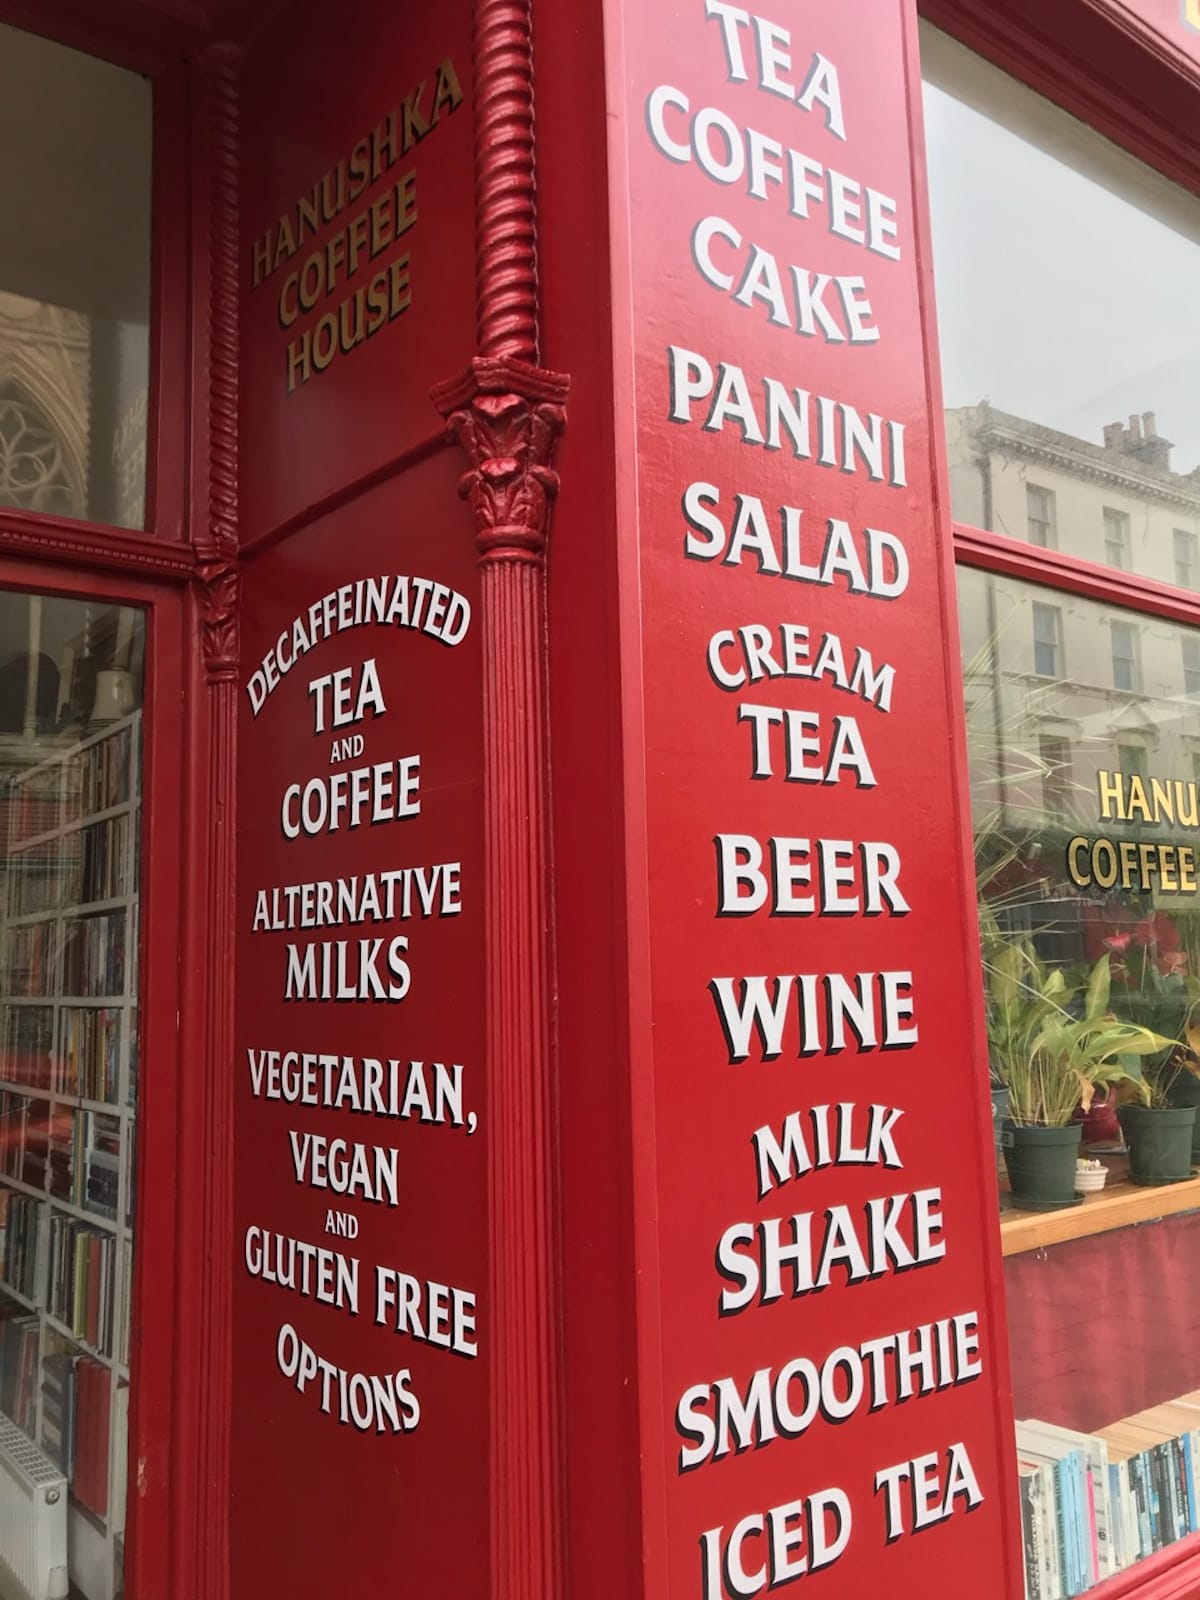 HANUSHKA
COFFEE
HOUSE
DECAFFEINATED
TEA
AND
COFFEE
ALTERNATIVE
MILKS
VEGETARIAN,
VEGAN
AND
GLUTEN FREE
OPTIONS
TEA
COFFEE
CAKE
PANINI
SALAD
CREAM
TEA
BEER
WINE
MILK
SHAKE
SMOOTHIE
ICED TEA
HANU
COFFEE